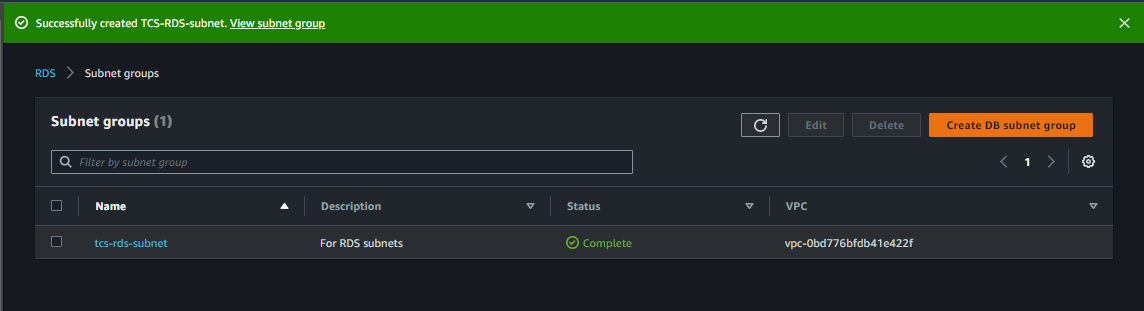 Successfully created TCS-RDS-subnet. View subnet group
RDS > Subnet groups
Subnet groups (1)
Edit
Delete
Create DB subnet group
Filter by subnet group
1
Name Description Status VPC
tcs-rds-subnet For RDS subnets Complete vpc-0bd776bfdb41e422f